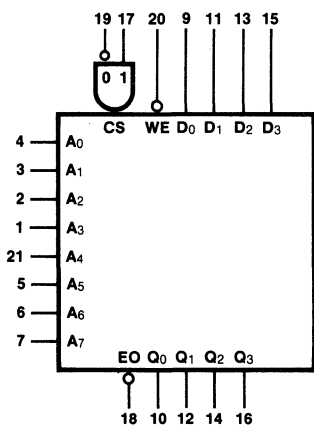 19 17 20 9 11 13 15
0 1
CS WE D0 D1 D2 D3
4 A0
3 A1
2 A2
1 A3
21 A4
5 A5
6 A6
7 A7
EO Q0 Q1 Q2 Q3
18 10 12 14 16